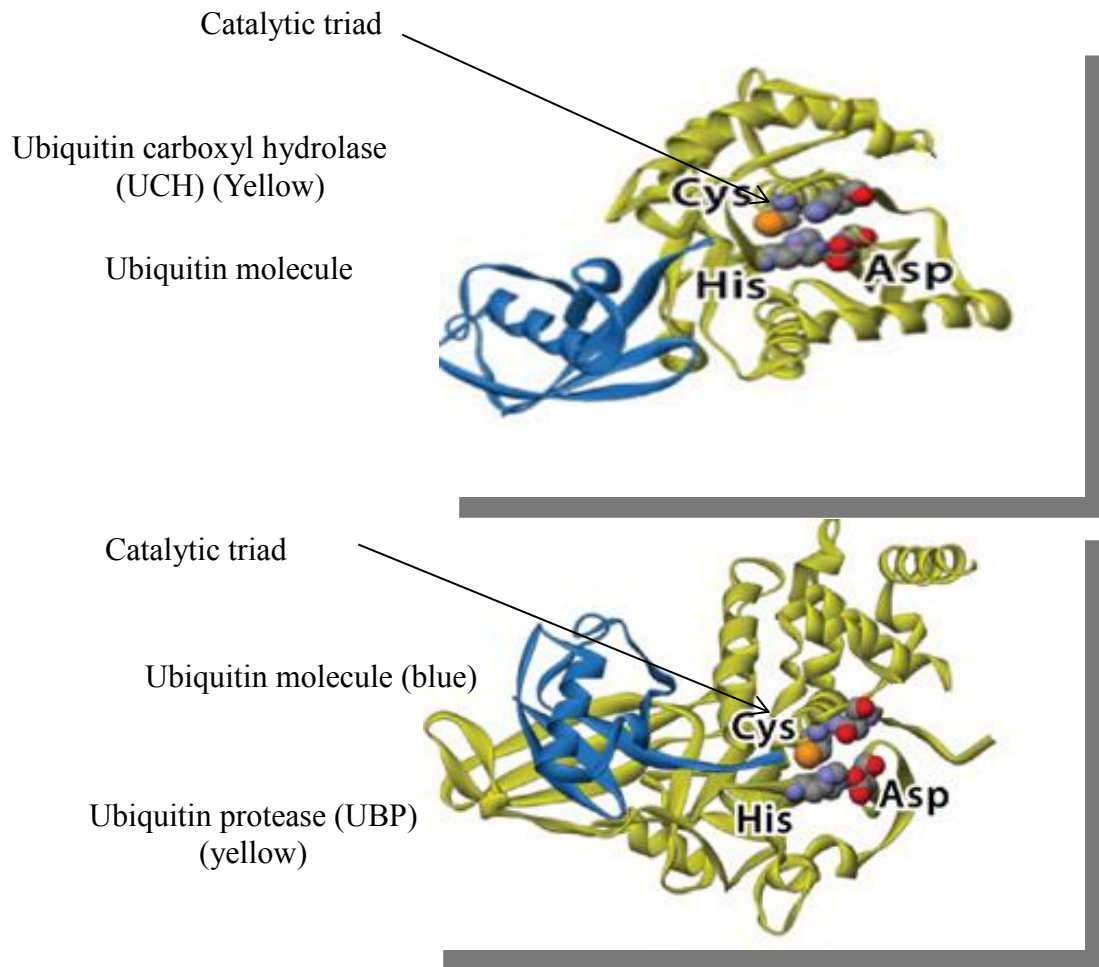 Catalytic triad
Ubiquitin carboxyl hydrolase
(UCH) (Yellow)
Cys
Ubiquitin molecule
His
Asp
Catalytic triad
Ubiquitin molecule (blue)
Cys
Ubiquitin protease (UBP)
(yellow)
His
Asp